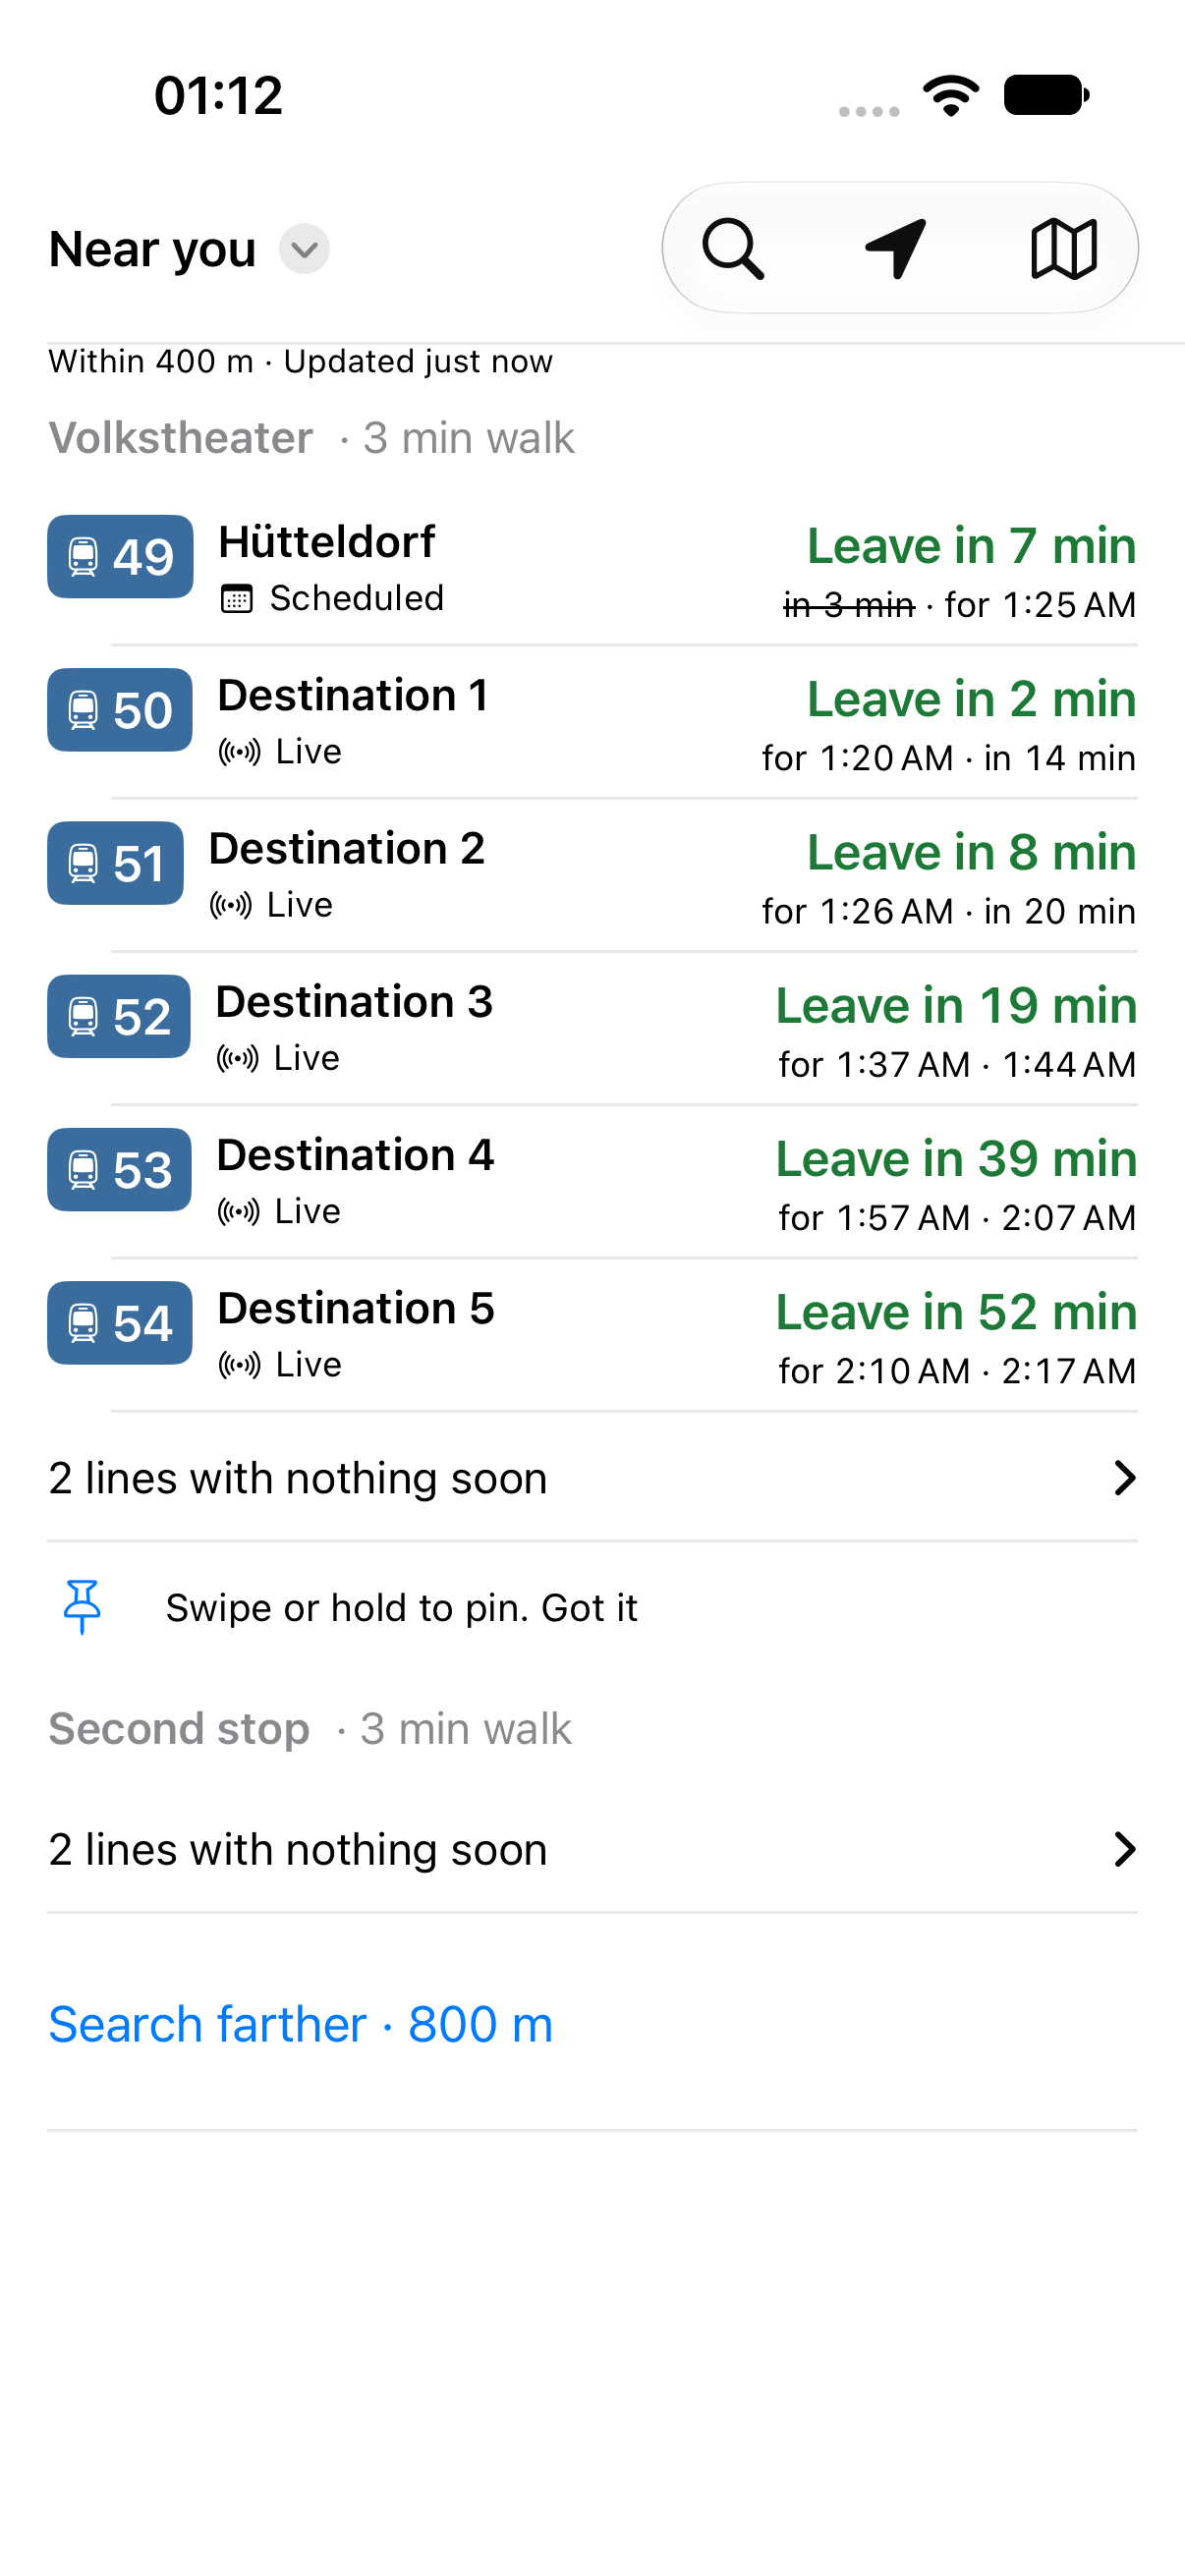 01:12
Near you
Within 400 m · Updated just now
Volkstheater · 3 min walk
49 Hütteldorf Leave in 7 min
Scheduled in 3 min · for 1:25 AM
50 Destination 1 Leave in 2 min
Live for 1:20 AM · in 14 min
51 Destination 2 Leave in 8 min
Live for 1:26 AM · in 20 min
52 Destination 3 Leave in 19 min
Live for 1:37 AM · 1:44 AM
53 Destination 4 Leave in 39 min
Live for 1:57 AM · 2:07 AM
54 Destination 5 Leave in 52 min
Live for 2:10 AM · 2:17 AM
2 lines with nothing soon
Swipe or hold to pin. Got it
Second stop · 3 min walk
2 lines with nothing soon
Search farther · 800 m